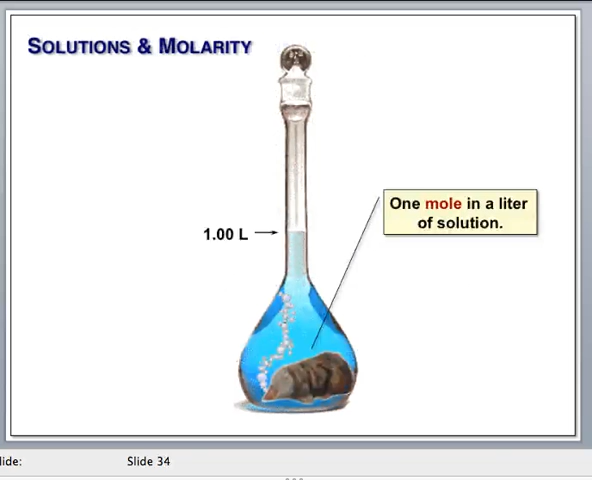 SOLUTIONS & MOLARITY
One mole in a liter
of solution.
1.00 L
lide:
Slide 34